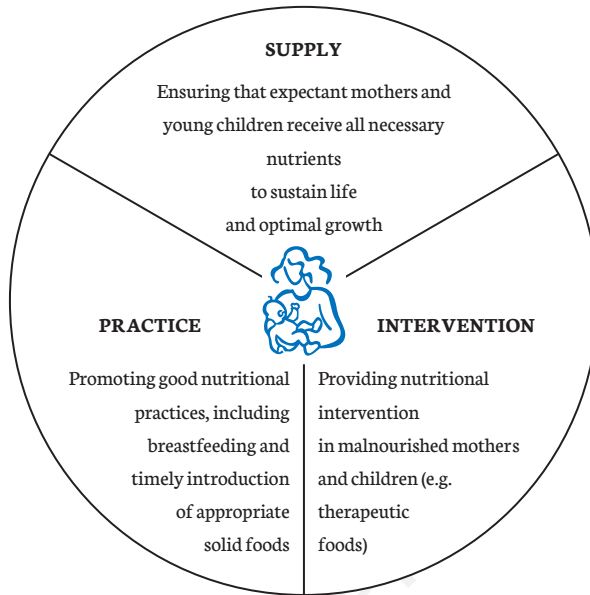 SUPPLY
Ensuring that expectant mothers and
young children receive all necessary
nutrients
to sustain life
and optimal growth
PRACTICE
Promoting good nutritional
practices, including
breastfeeding and
timely introduction
of appropriate
solid foods
INTERVENTION
Providing nutritional
intervention
in malnourished mothers
and children (e.g.
therapeutic
foods)